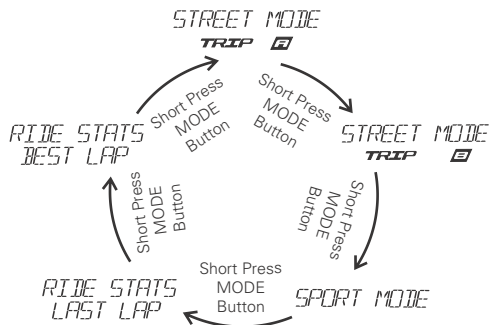 STREET MODE
TRIP A
Short Press
MODE
Button
STREET MODE
TRIP B
Short Press
MODE
Button
SPORT MODE
Short Press
MODE
Button
RIDE STATS
LAST LAP
Short Press
MODE
Button
RIDE STATS
BEST LAP
Short Press
MODE
Button